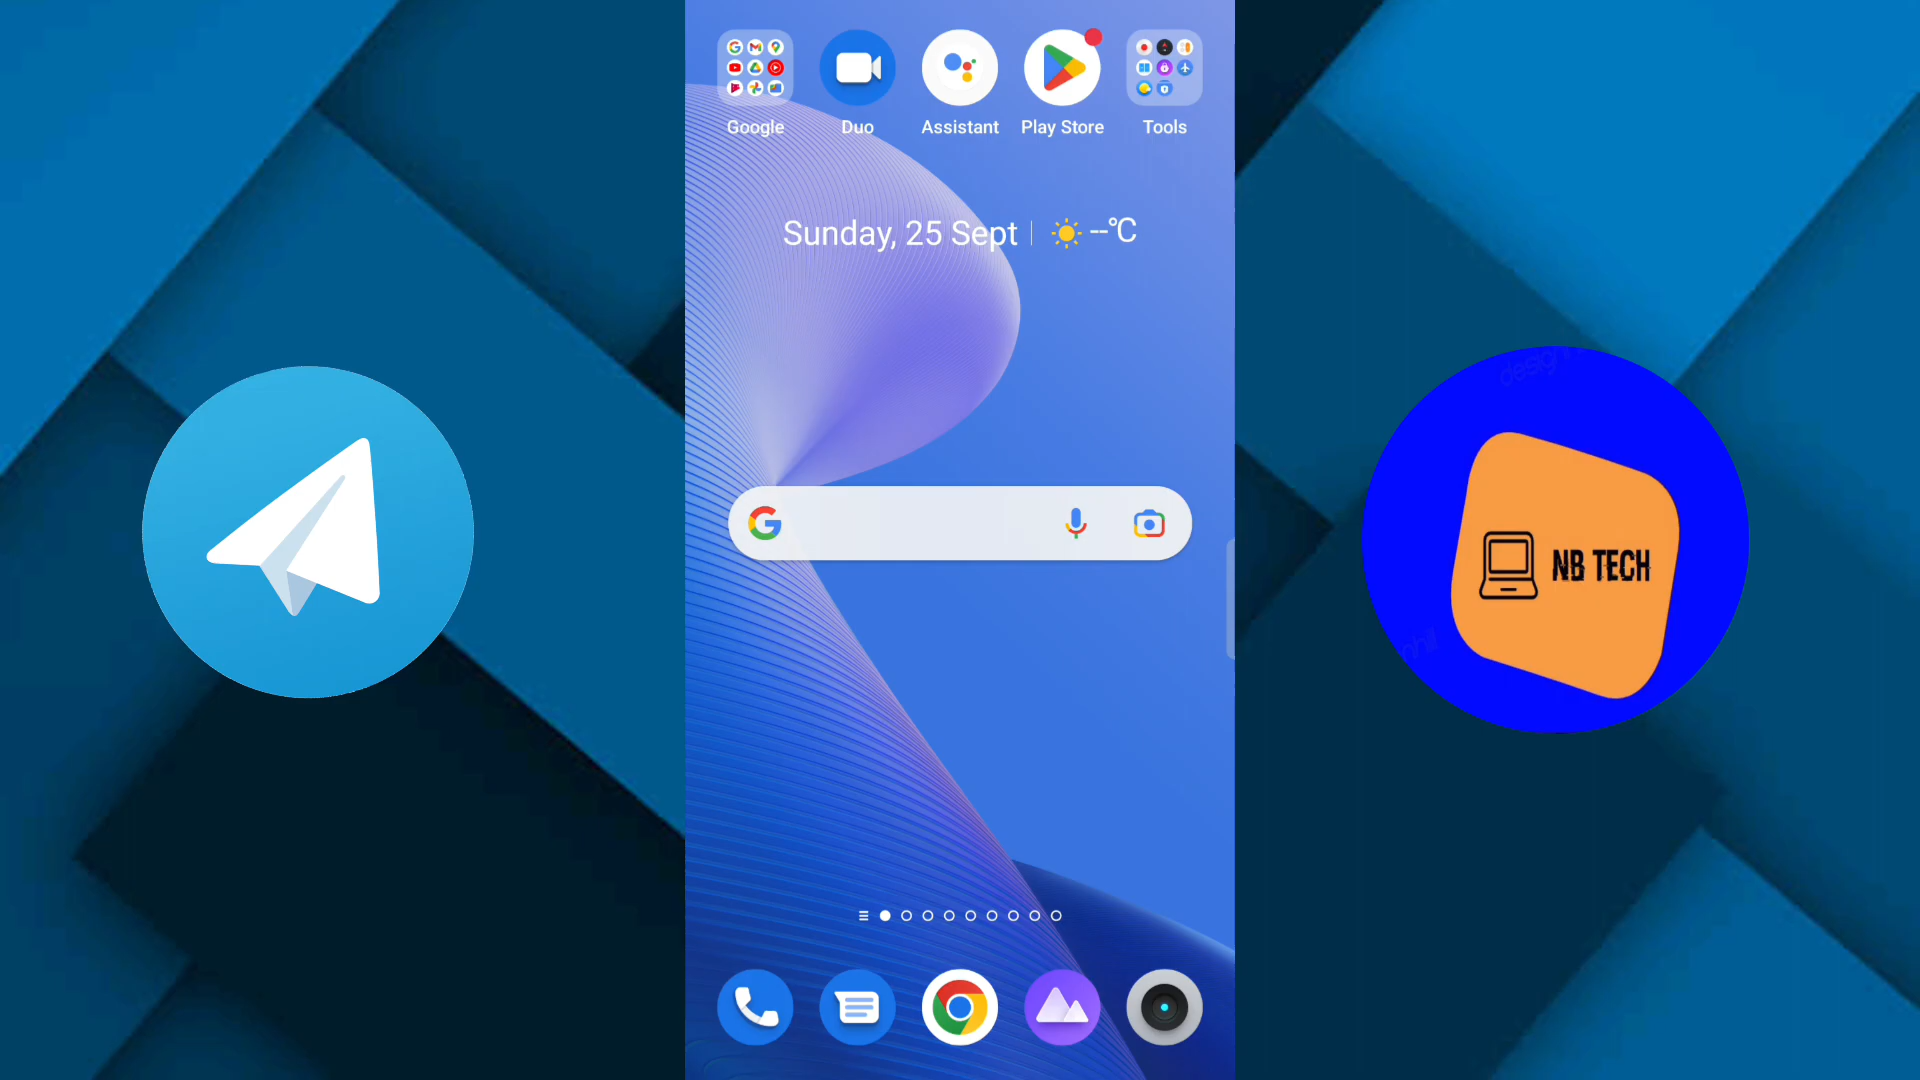 Google Duo Assistant Play Store Tools
Sunday, 25 Sept --°C
NB TECH